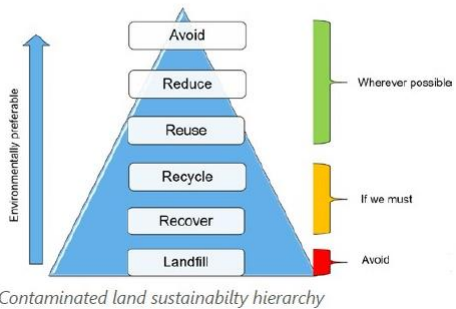 Environmentally preferable
Avoid
Reduce
Reuse
Recycle
Recover
Landfill
Wherever possible
If we must
Avoid
Contaminated land sustainabilty hierarchy